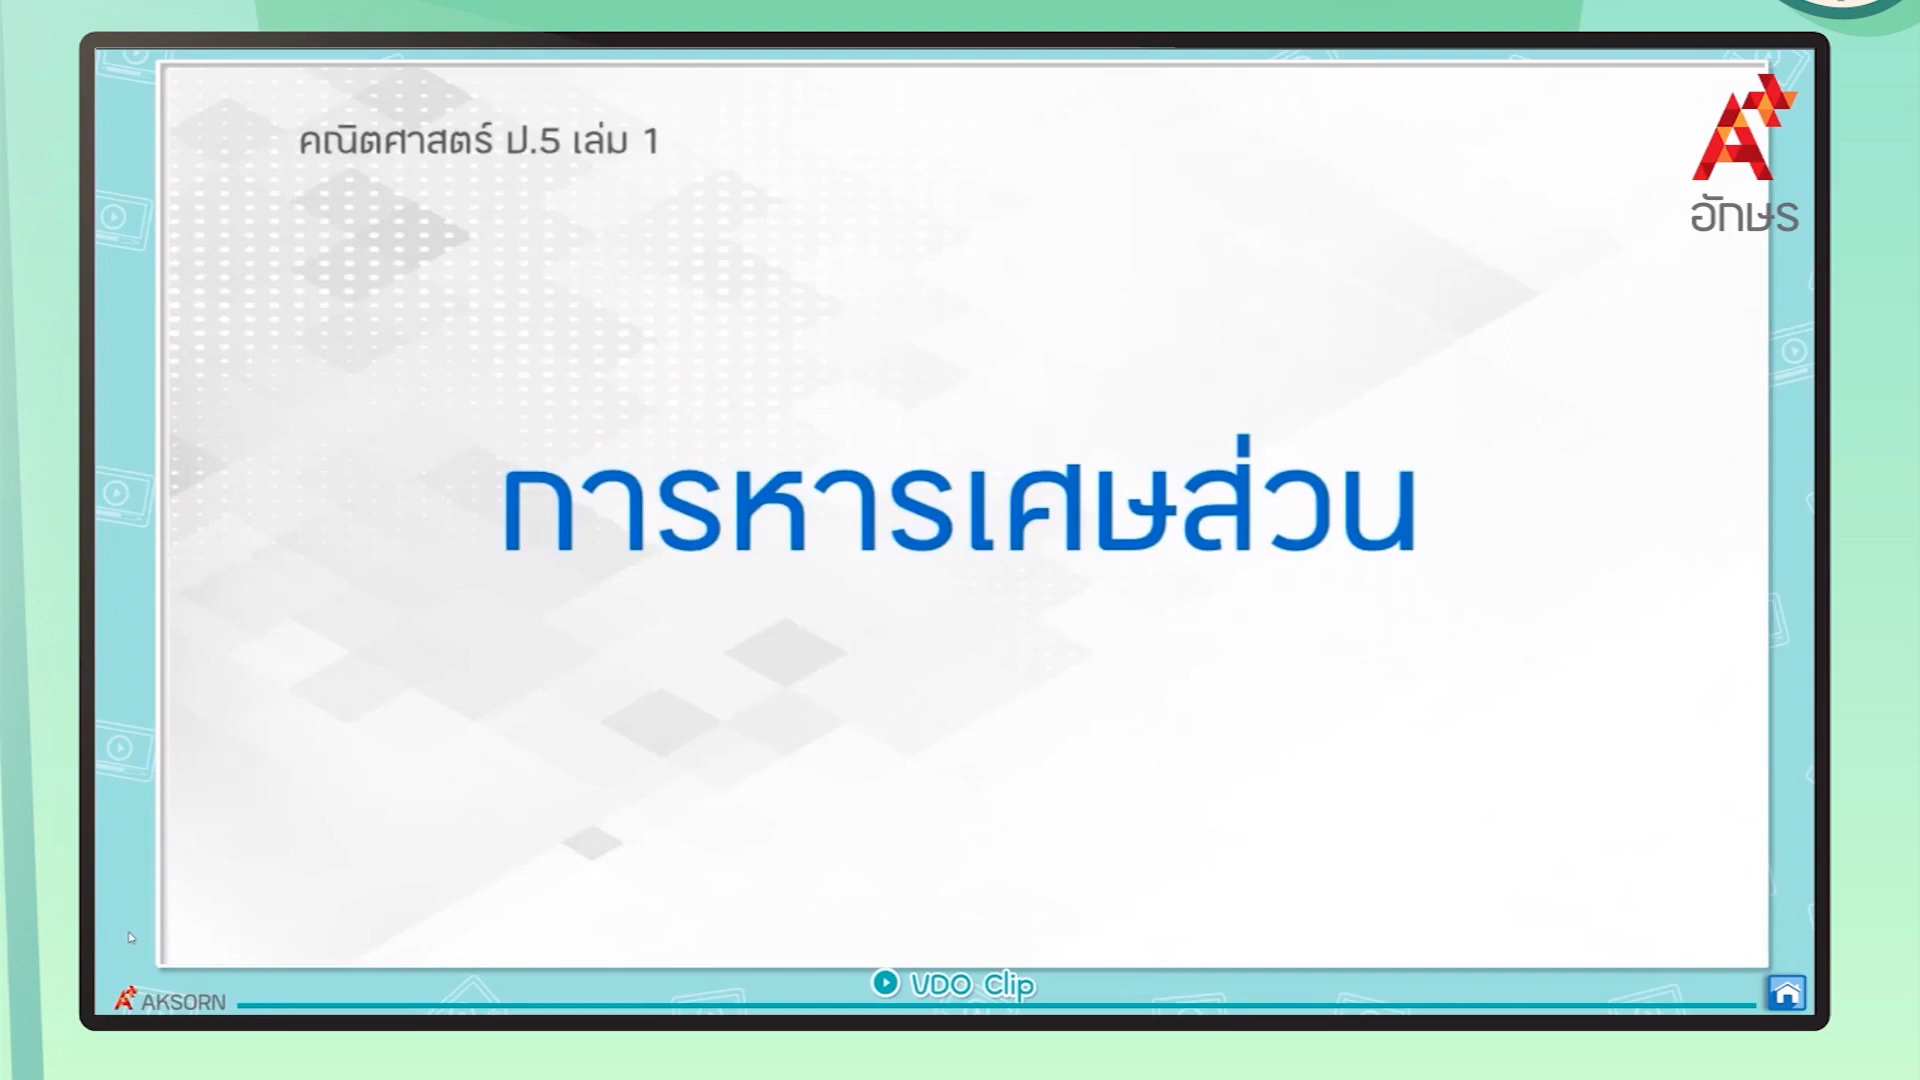 คณิตศาสตร์ ป.5 เล่ม 1
อักษร
การหารเศษส่วน
VDO Clip
AKSORN